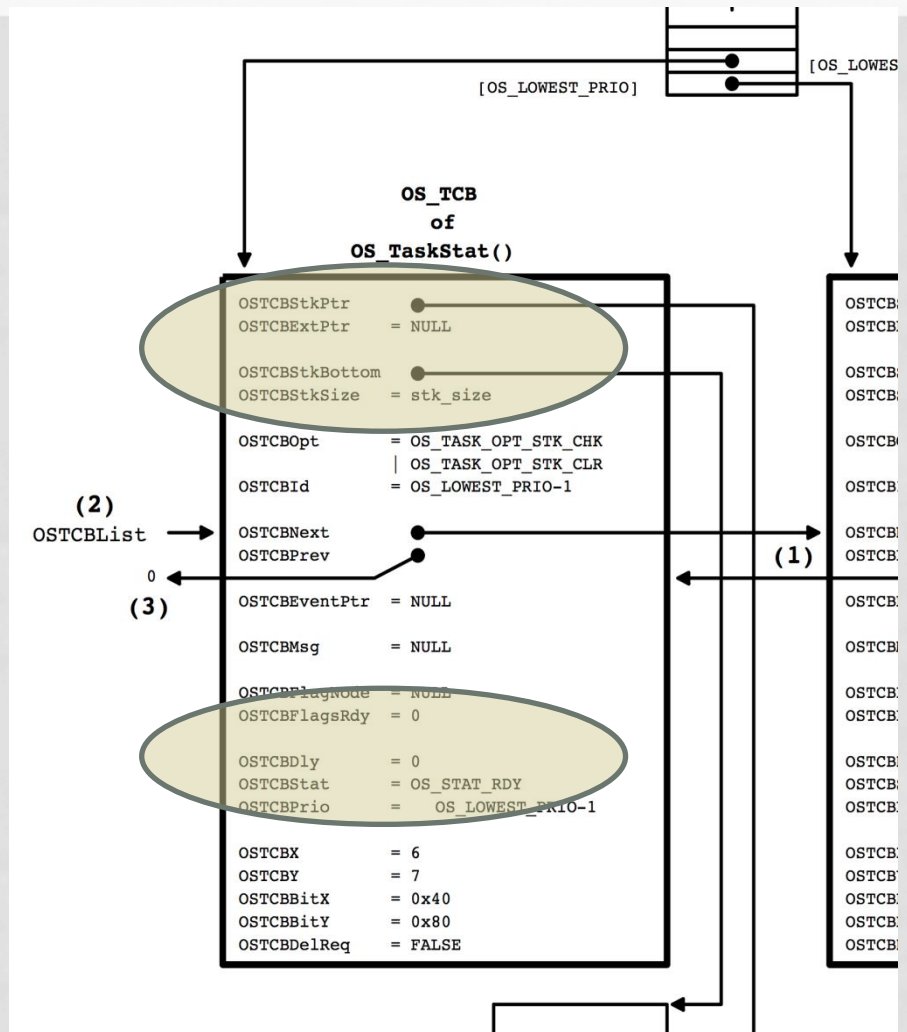 [OS_LOWES
[OS_LOWEST_PRIO]
OS_TCB
of
OS_TaskStat()
OSTCBStkPtr
OSTCBExtPtr = NULL
OSTCBStkBottom
OSTCBStkSize = stk_size
OSTCBOpt = OS_TASK_OPT_STK_CHK
| OS_TASK_OPT_STK_CLR
OSTCBId = OS_LOWEST_PRIO-1
(2)
OSTCBList
OSTCBNext
OSTCBPrev
(1)
0
(3)
OSTCBEventPtr = NULL
OSTCBMsg = NULL
OSTCBFlagNode = NULL
OSTCBFlagsRdy = 0
OSTCBDly = 0
OSTCBStat = OS_STAT_RDY
OSTCBPrio = OS_LOWEST_PRIO-1
OSTCBX = 6
OSTCBY = 7
OSTCBBitX = 0x40
OSTCBBitY = 0x80
OSTCBDelReq = FALSE